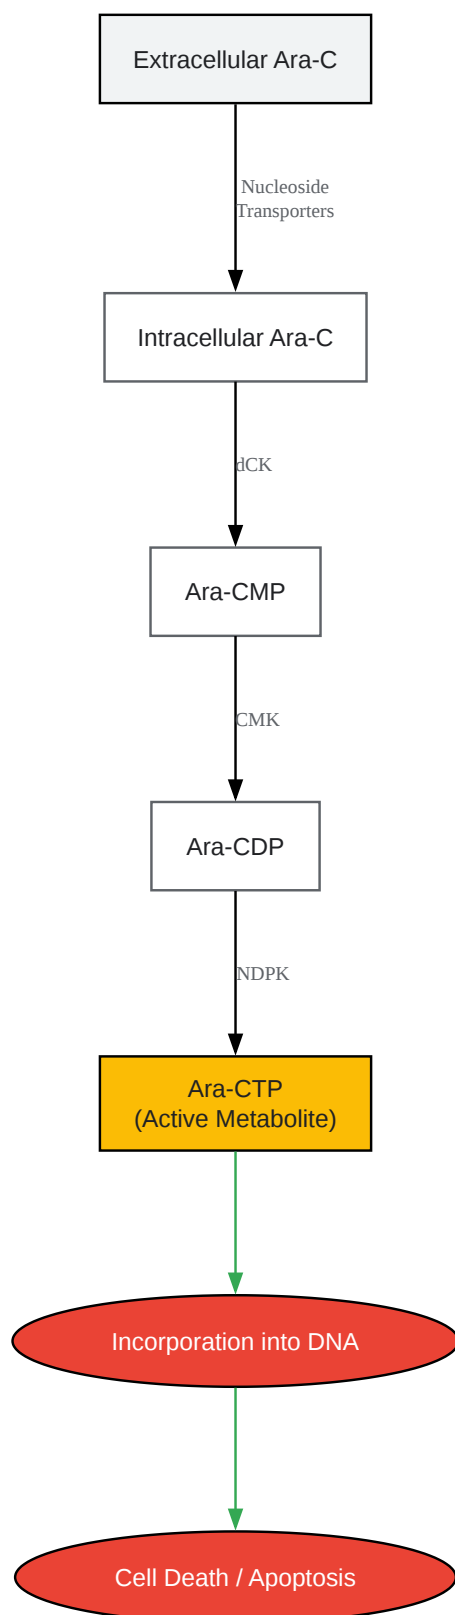 Extracellular Ara-C
Nucleoside
Transporters
Intracellular Ara-C
dCK
Ara-CMP
CMK
Ara-CDP
NDPK
Ara-CTP
(Active Metabolite)
Incorporation into DNA
Cell Death / Apoptosis